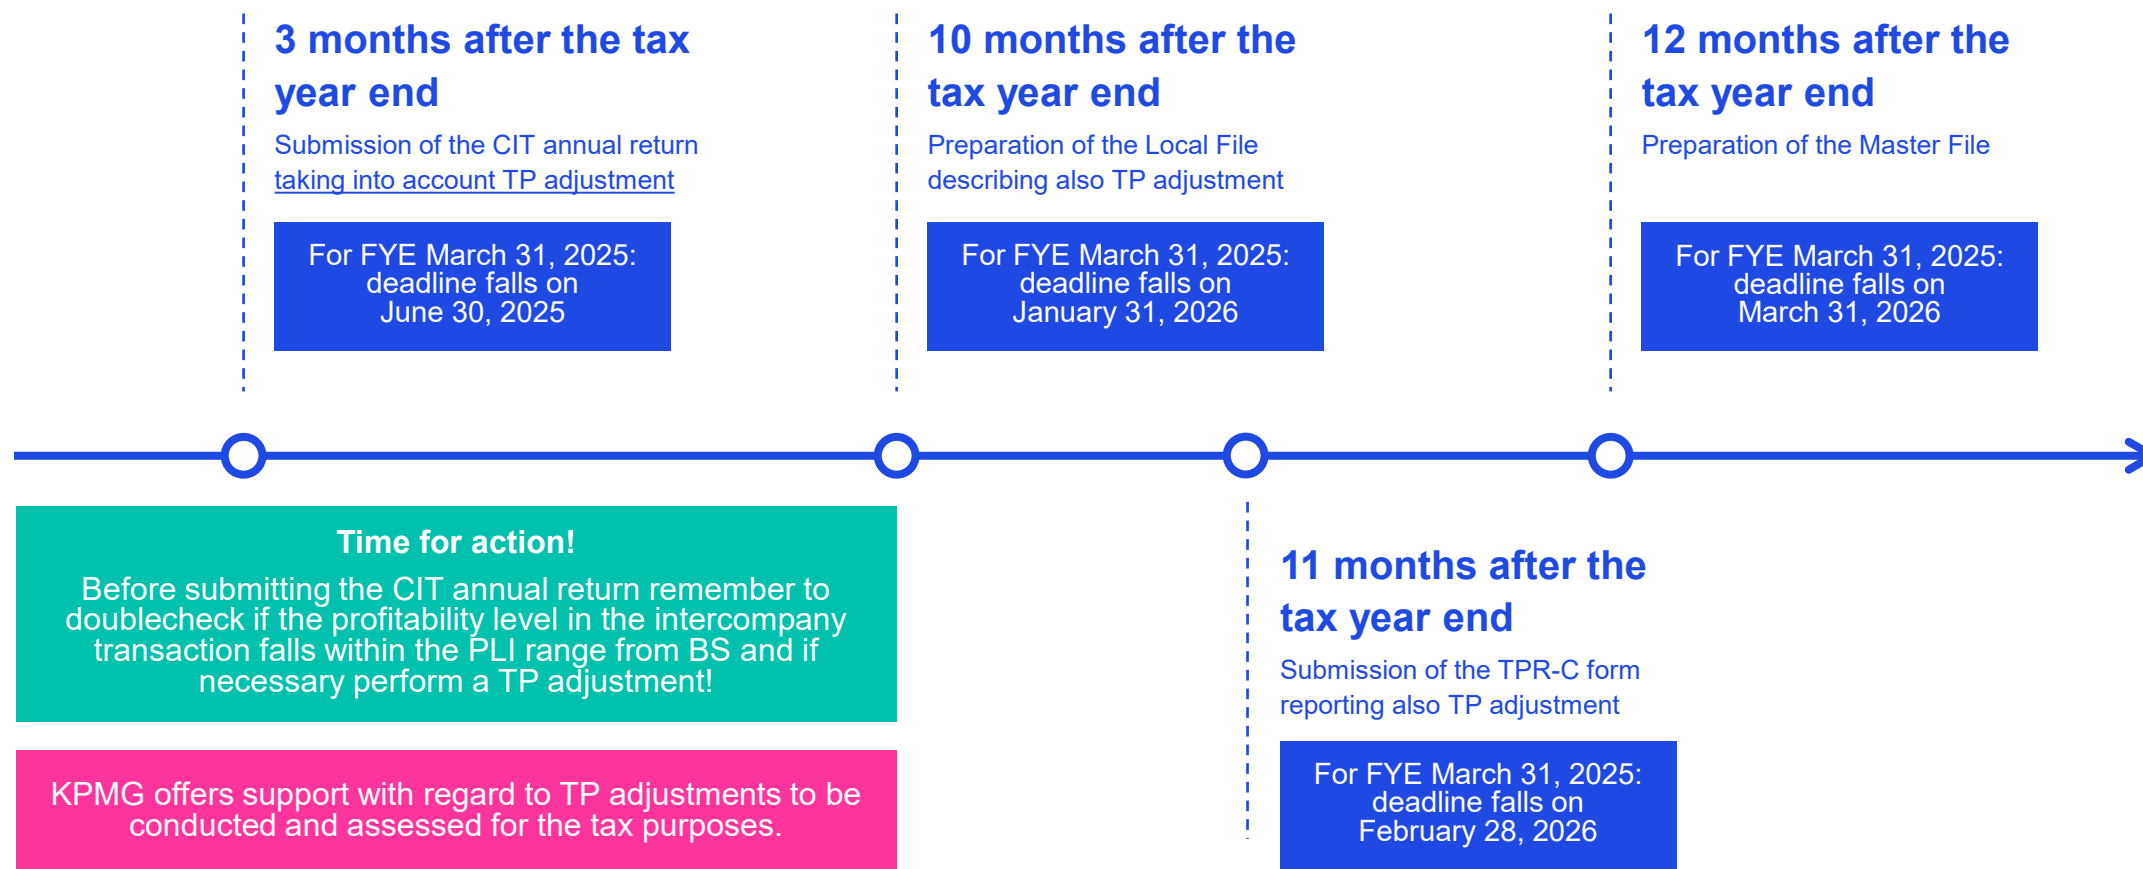 3 months after the tax
year end
Submission of the CIT annual return
taking into account TP adjustment
For FYE March 31, 2025:
deadline falls on
June 30, 2025
10 months after the
tax year end
Preparation of the Local File
describing also TP adjustment
For FYE March 31, 2025:
deadline falls on
January 31, 2026
12 months after the
tax year end
Preparation of the Master File
For FYE March 31, 2025:
deadline falls on
March 31, 2026
Time for action!
Before submitting the CIT annual return remember to
doublecheck if the profitability level in the intercompany
transaction falls within the PLI range from BS and if
necessary perform a TP adjustment!
KPMG offers support with regard to TP adjustments to be
conducted and assessed for the tax purposes.
11 months after the
tax year end
Submission of the TPR-C form
reporting also TP adjustment
For FYE March 31, 2025:
deadline falls on
February 28, 2026